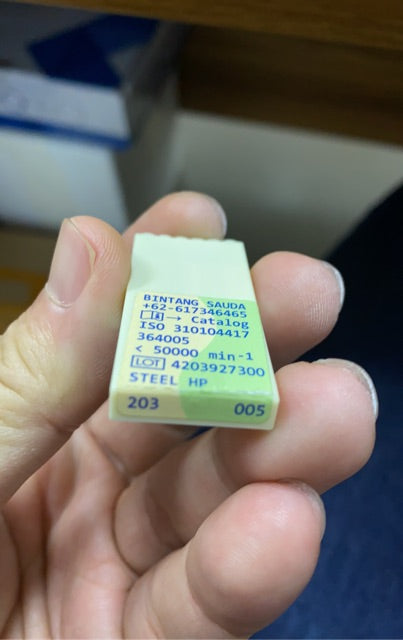 BINTANG SAUDA
+62-617346465
→ Catalog
ISO 310104417
364005
< 50000 min-1
LOT 4203927300
STEEL HP
203 005